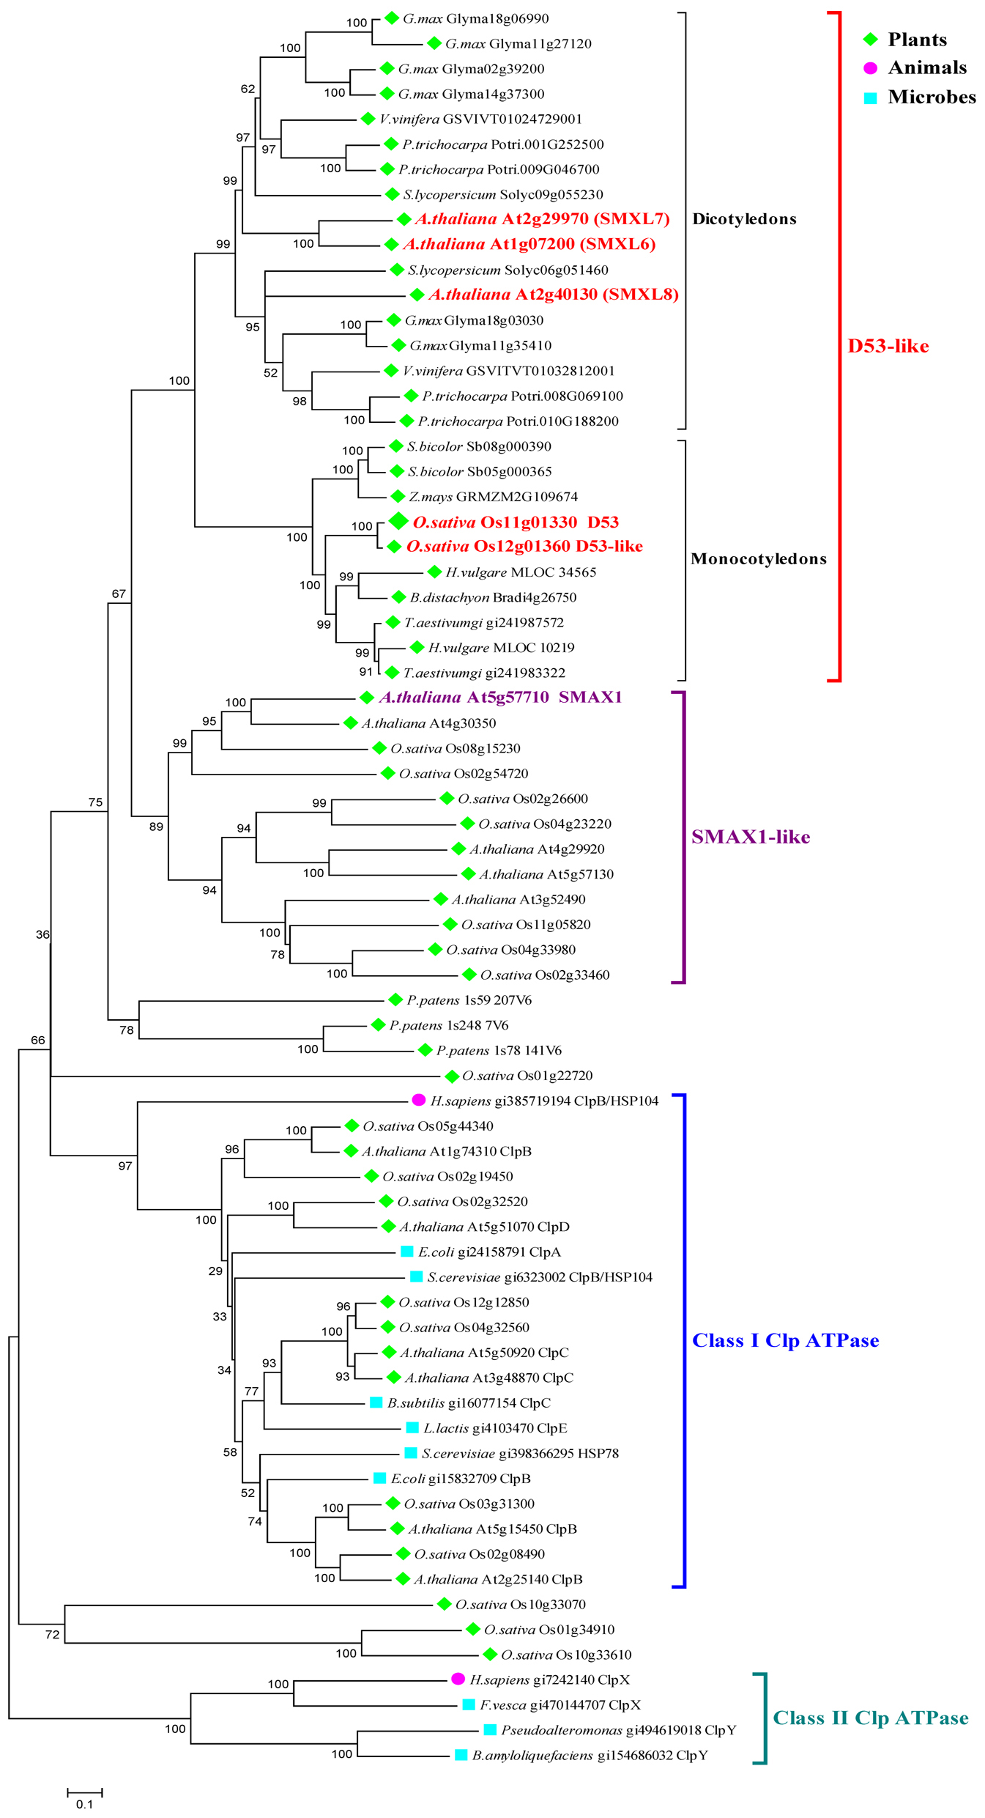 100
G.max Glyma18g06990
Plants
100
G.max Glyma11g27120
Animals
G.max Glyma02g39200
Microbes
62
100
G.max Glyma14g37300
V.vinifera GSVIVT01024729001
97
97
P.trichocarpa Potri.001G252500
100
P.trichocarpa Potri.009G046700
99
S.lycopersicum Solyc09g055230
A.thaliana At2g29970 (SMXL7)
Dicotyledons
99
100
A.thaliana At1g07200 (SMXL6)
S.lycopersicum Solyc06g051460
A.thaliana At2g40130 (SMXL8)
95
100
G.max Glyma18g03030
G.max Glyma11g35410
D53-like
52
V.vinifera GSVITVT01032812001
100
98
P.trichocarpa Potri.008G069100
100
P.trichocarpa Potri.010G188200
100
S.bicolor Sb08g000390
100
S.bicolor Sb05g000365
Z.mays GRMZM2G109674
100
100
O.sativa Os11g01330 D53
O.sativa Os12g01360 D53-like
Monocotyledons
100
99
H.vulgare MLOC 34565
67
B.distachyon Bradi4g26750
99
T.aestivumgi gi241987572
99
H.vulgare MLOC 10219
91
T.aestivumgi gi241983322
100
A.thaliana At5g57710 SMAX1
95
A.thaliana At4g30350
99
O.sativa Os08g15230
O.sativa Os02g54720
75
99
O.sativa Os02g26600
89
94
O.sativa Os04g23220
SMAX1-like
A.thaliana At4g29920
94
100
A.thaliana At5g57130
A.thaliana At3g52490
36
100
O.sativa Os11g05820
78
O.sativa Os04g33980
100
O.sativa Os02g33460
P.patens 1s59 207V6
78
P.patens 1s248 7V6
66
100
P.patens 1s78 141V6
O.sativa Os01g22720
H.sapiens gi385719194 ClpB/HSP104
100
O.sativa Os05g44340
97
96
A.thaliana At1g74310 ClpB
O.sativa Os02g19450
100
100
O.sativa Os02g32520
A.thaliana At5g51070 ClpD
29
E.coli gi24158791 ClpA
S.cerevisiae gi6323002 ClpB/HSP104
33
96
O.sativa Os12g12850
100
O.sativa Os04g32560
Class I Clp ATPase
34
93
A.thaliana At5g50920 ClpC
93
A.thaliana At3g48870 ClpC
77
B.subtilis gi16077154 ClpC
L.lactis gi4103470 ClpE
58
S.cerevisiae gi398366295 HSP78
52
E.coli gi15832709 ClpB
74
100
O.sativa Os03g31300
A.thaliana At5g15450 ClpB
100
O.sativa Os02g08490
100
A.thaliana At2g25140 ClpB
O.sativa Os10g33070
72
O.sativa Os01g34910
100
O.sativa Os10g33610
100
H.sapiens gi7242140 ClpX
F.vesca gi470144707 ClpX
Class II Clp ATPase
100
Pseudoalteromonas gi494619018 ClpY
100
B.amyloliquefaciens gi154686032 ClpY
0.1